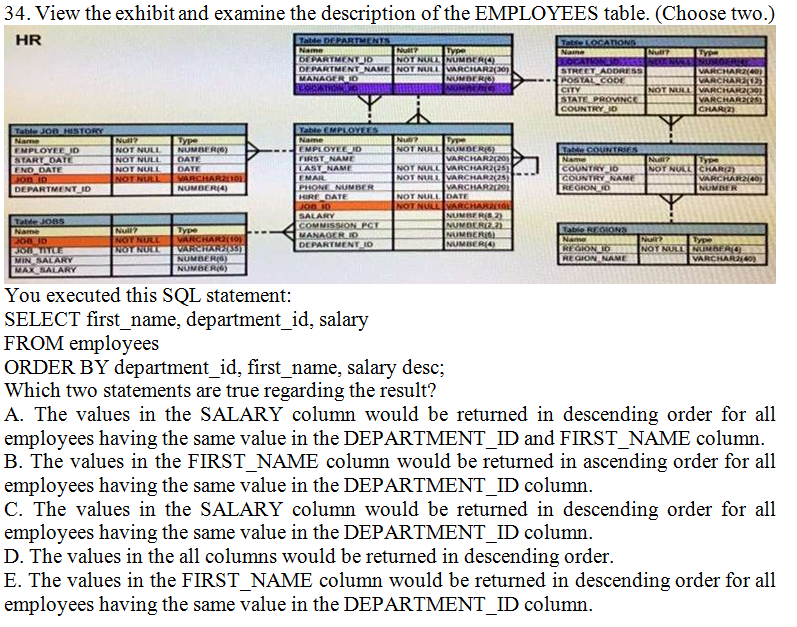 34. View the exhibit and examine the description of the EMPLOYEES table. (Choose two.)
HR
Table DEPARTMENTS
Name Null? Type
DEPARTMENT_ID NOT NULL NUMBER(4)
DEPARTMENT_NAME NOT NULL VARCHAR2(30)
MANAGER_ID NUMBER(6)
LOCATION_ID NUMBER(4)
Table LOCATIONS
Name Null? Type
LOCATION_ID NOT NULL NUMBER(4)
STREET_ADDRESS VARCHAR2(40)
POSTAL_CODE VARCHAR2(12)
CITY NOT NULL VARCHAR2(30)
STATE_PROVINCE VARCHAR2(25)
COUNTRY_ID CHAR(2)
Table JOB_HISTORY
Name Null? Type
EMPLOYEE_ID NOT NULL NUMBER(6)
START_DATE NOT NULL DATE
END_DATE NOT NULL DATE
JOB_ID NOT NULL VARCHAR2(10)
DEPARTMENT_ID NUMBER(4)
Table EMPLOYEES
Name Null? Type
EMPLOYEE_ID NOT NULL NUMBER(6)
FIRST_NAME VARCHAR2(20)
LAST_NAME NOT NULL VARCHAR2(25)
EMAIL NOT NULL VARCHAR2(25)
PHONE_NUMBER VARCHAR2(20)
HIRE_DATE NOT NULL DATE
JOB_ID NOT NULL VARCHAR2(10)
SALARY NUMBER(8,2)
COMMISSION_PCT NUMBER(2,2)
MANAGER_ID NUMBER(6)
DEPARTMENT_ID NUMBER(4)
Table COUNTRIES
Name Null? Type
COUNTRY_ID NOT NULL CHAR(2)
COUNTRY_NAME VARCHAR2(40)
REGION_ID NUMBER
Table JOBS
Name Null? Type
JOB_ID NOT NULL VARCHAR2(10)
JOB_TITLE NOT NULL VARCHAR2(35)
MIN_SALARY NUMBER(6)
MAX_SALARY NUMBER(6)
Table REGIONS
Name Null? Type
REGION_ID NOT NULL NUMBER(4)
REGION_NAME VARCHAR2(40)
You executed this SQL statement:
SELECT first_name, department_id, salary
FROM employees
ORDER BY department_id, first_name, salary desc;
Which two statements are true regarding the result?
A. The values in the SALARY column would be returned in descending order for all
employees having the same value in the DEPARTMENT_ID and FIRST_NAME column.
B. The values in the FIRST_NAME column would be returned in ascending order for all
employees having the same value in the DEPARTMENT_ID column.
C. The values in the SALARY column would be returned in descending order for all
employees having the same value in the DEPARTMENT_ID column.
D. The values in the all columns would be returned in descending order.
E. The values in the FIRST_NAME column would be returned in descending order for all
employees having the same value in the DEPARTMENT_ID column.